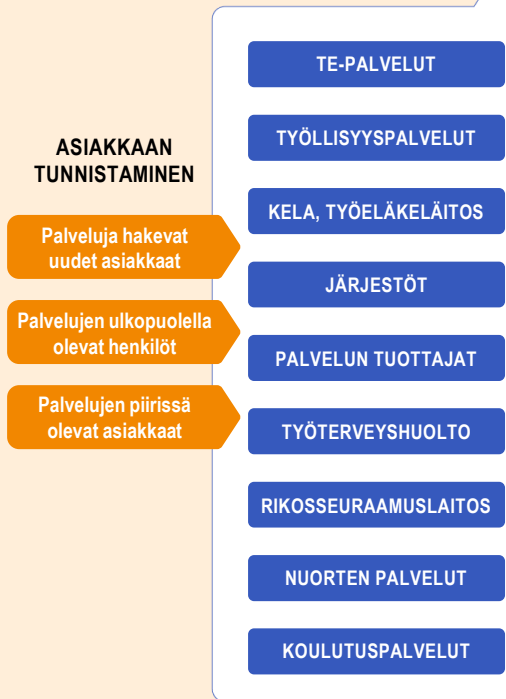 ASIAKKAAN
TUNNISTAMINEN
Palveluja hakevat
uudet asiakkaat
Palvelujen ulkopuolella
olevat henkilöt
Palvelujen piirissä
olevat asiakkaat
TE-PALVELUT
TYÖLLISYYSPALVELUT
KELA, TYÖELÄKELÄITOS
JÄRJESTÖT
PALVELUN TUOTTAJAT
TYÖTERVEYSHUOLTO
RIKOSSEURAAMUSLAITOS
NUORTEN PALVELUT
KOULUTUSPALVELUT